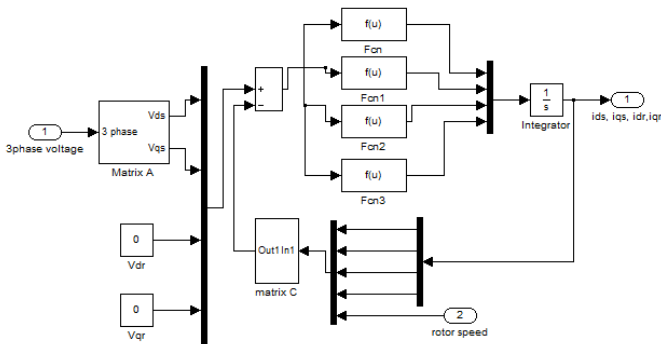 f(u)
Fcn
f(u)
Fcn1
f(u)
Fcn2
f(u)
Fcn3
+
−
1
3phase voltage
3 phase
Vds
Vqs
Matrix A
0
Vdr
0
Vqr
1
s
Integrator
1
ids, iqs, idr,iqr
Out1 In1
matrix C
2
rotor speed